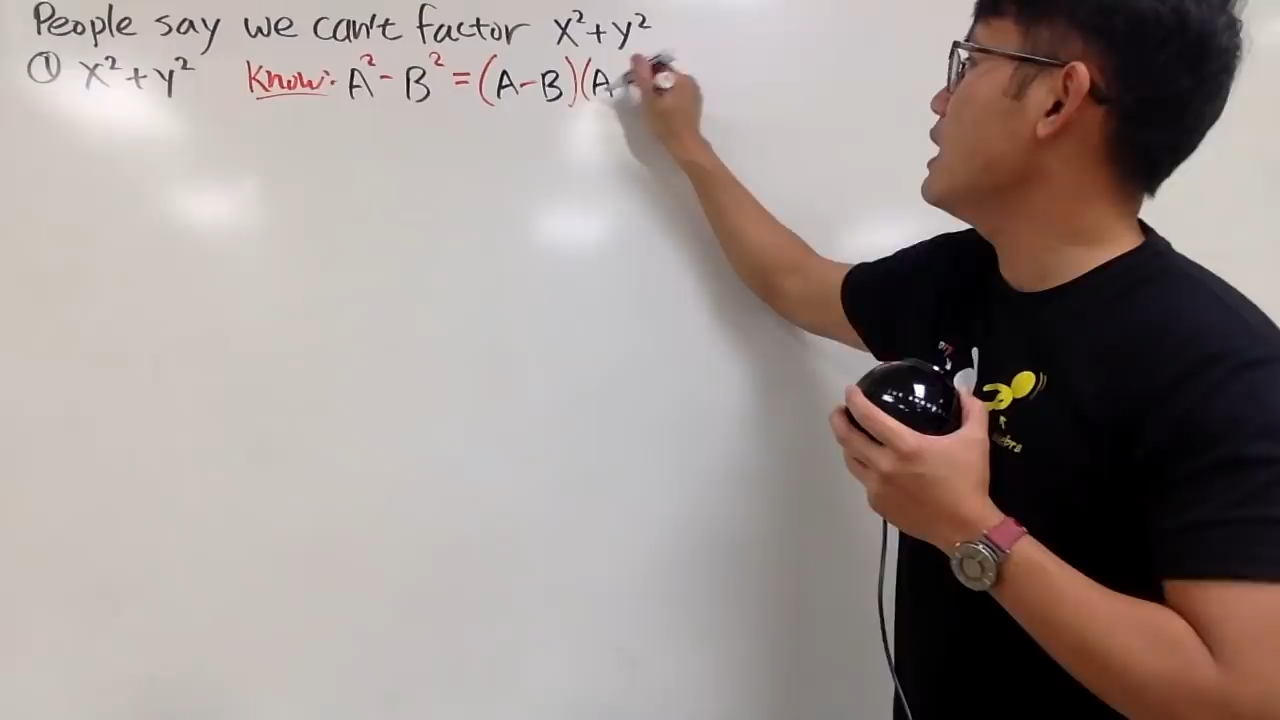 People say we can't factor x²+y²
① x²+y² Know: A²-B²=(A-B)(A